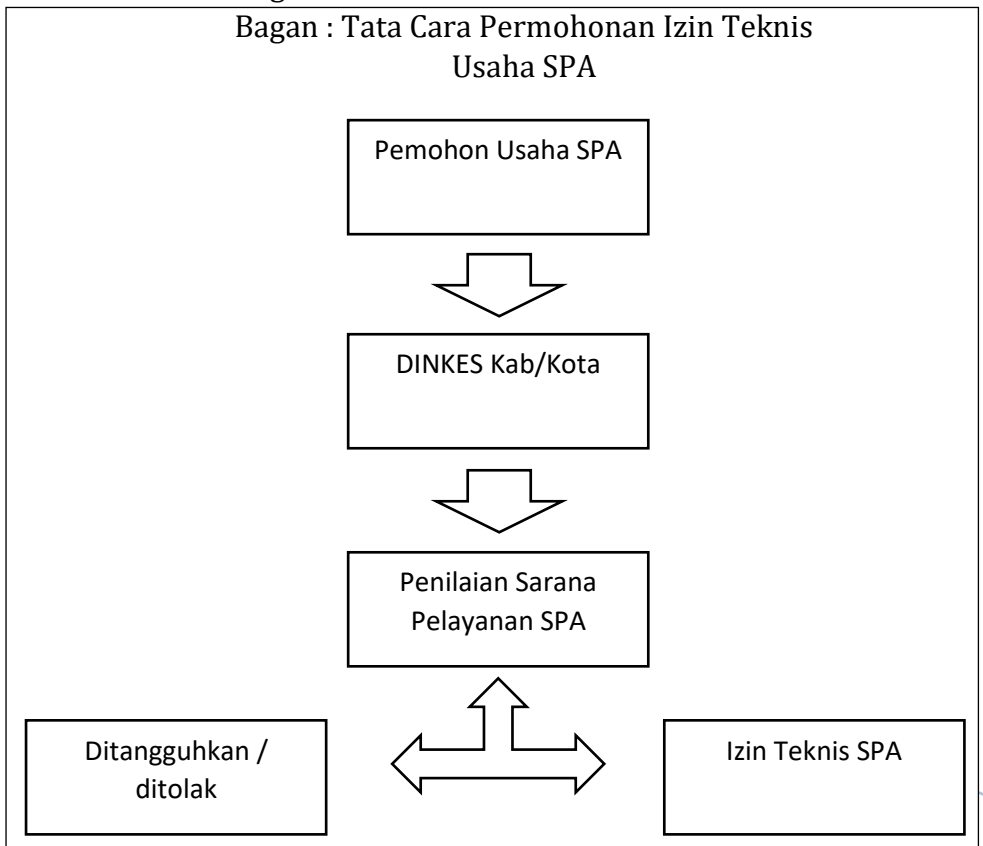 Bagan : Tata Cara Permohonan Izin Teknis
Usaha SPA
Pemohon Usaha SPA
DINKES Kab/Kota
Penilaian Sarana
Pelayanan SPA
Ditangguhkan /
ditolak
Izin Teknis SPA